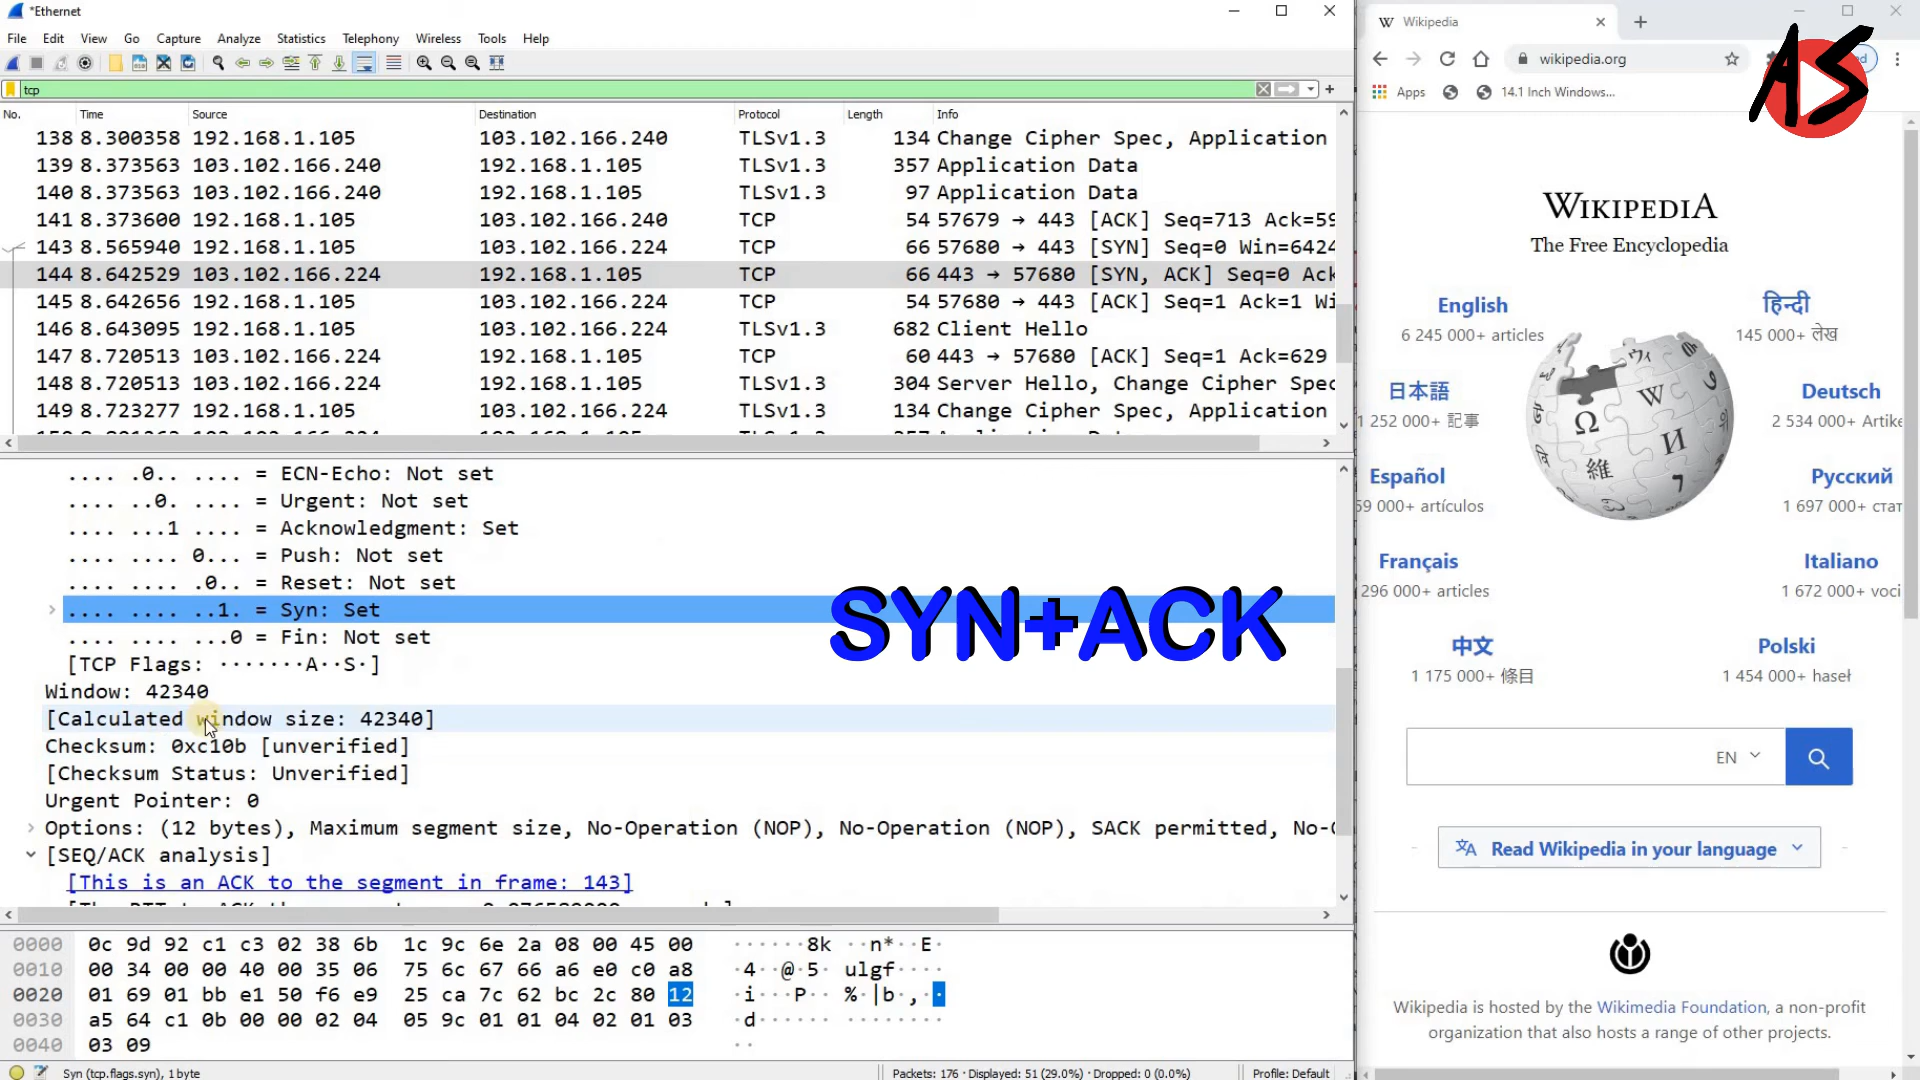 *Ethernet
File Edit View Go Capture Analyze Statistics Telephony Wireless Tools Help
tcp
No. Time Source Destination Protocol Length Info
138 8.300358 192.168.1.105 103.102.166.240 TLSv1.3 134 Change Cipher Spec, Application
139 8.373563 103.102.166.240 192.168.1.105 TLSv1.3 357 Application Data
140 8.373563 103.102.166.240 192.168.1.105 TLSv1.3 97 Application Data
141 8.373600 192.168.1.105 103.102.166.240 TCP 54 57679 → 443 [ACK] Seq=713 Ack=59
143 8.565940 192.168.1.105 103.102.166.224 TCP 66 57680 → 443 [SYN] Seq=0 Win=6424
144 8.642529 103.102.166.224 192.168.1.105 TCP 66 443 → 57680 [SYN, ACK] Seq=0 Ack
145 8.642656 192.168.1.105 103.102.166.224 TCP 54 57680 → 443 [ACK] Seq=1 Ack=1 Wi
146 8.643095 192.168.1.105 103.102.166.224 TLSv1.3 682 Client Hello
147 8.720513 103.102.166.224 192.168.1.105 TCP 60 443 → 57680 [ACK] Seq=1 Ack=629
148 8.720513 103.102.166.224 192.168.1.105 TLSv1.3 304 Server Hello, Change Cipher Spec
149 8.723277 192.168.1.105 103.102.166.224 TLSv1.3 134 Change Cipher Spec, Application
.... .0.. .... = ECN-Echo: Not set
.... ..0. .... = Urgent: Not set
.... ...1 .... = Acknowledgment: Set
.... .... 0... = Push: Not set
.... .... .0.. = Reset: Not set
.... .... ..1. = Syn: Set
.... .... ...0 = Fin: Not set
[TCP Flags: ·······A··S·]
SYN+ACK
Window: 42340
[Calculated window size: 42340]
Checksum: 0xc10b [unverified]
[Checksum Status: Unverified]
Urgent Pointer: 0
Options: (12 bytes), Maximum segment size, No-Operation (NOP), No-Operation (NOP), SACK permitted, No-O
[SEQ/ACK analysis]
[This is an ACK to the segment in frame: 143]
0000 0c 9d 92 c1 c3 02 38 6b 1c 9c 6e 2a 08 00 45 00 ······8k ··n*··E·
0010 00 34 00 00 40 00 35 06 75 6c 67 66 a6 e0 c0 a8 ·4··@·5· ulgf····
0020 01 69 01 bb e1 50 f6 e9 25 ca 7c 62 bc 2c 80 12 ·i···P·· %·|b·,··
0030 a5 64 c1 0b 00 00 02 04 05 9c 01 01 04 02 01 03 ·d······ ········
0040 03 09 ··
Syn (tcp.flags.syn), 1 byte
Packets: 176 · Displayed: 51 (29.0%) · Dropped: 0 (0.0%)
Profile: Default
W Wikipedia
wikipedia.org
AS
Apps 14.1 Inch Windows...
WIKIPEDIA
The Free Encyclopedia
English
6 245 000+ articles
हिन्दी
145 000+ लेख
日本語
1 252 000+ 記事
Deutsch
2 534 000+ Artike
Español
59 000+ artículos
Русский
1 697 000+ стат
Français
296 000+ articles
Italiano
1 672 000+ voci
中文
1 175 000+ 條目
Polski
1 454 000+ haseł
EN
Read Wikipedia in your language
Wikipedia is hosted by the Wikimedia Foundation, a non-profit
organization that also hosts a range of other projects.